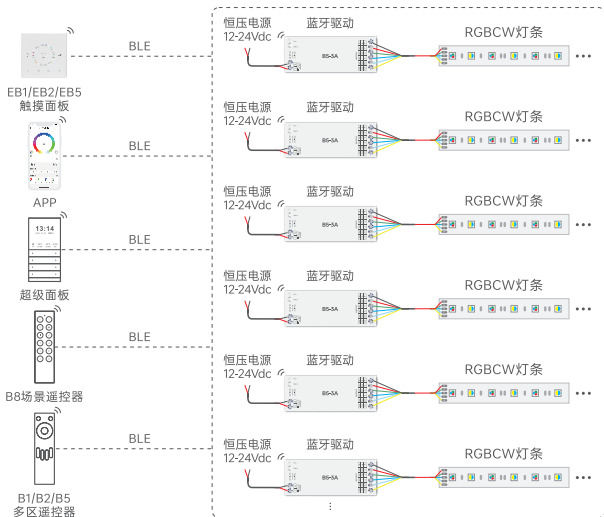 恒压电源
12-24Vdc
蓝牙驱动
B5-5A
RGBCW灯条
BLE
EB1/EB2/EB5
触摸面板
恒压电源
12-24Vdc
蓝牙驱动
B5-5A
RGBCW灯条
BLE
APP
恒压电源
12-24Vdc
蓝牙驱动
B5-5A
RGBCW灯条
13:14
BLE
超级面板
恒压电源
12-24Vdc
蓝牙驱动
B5-5A
RGBCW灯条
BLE
B8场景遥控器
恒压电源
12-24Vdc
蓝牙驱动
B5-5A
RGBCW灯条
BLE
B1/B2/B5
多区遥控器
恒压电源
12-24Vdc
蓝牙驱动
B5-5A
RGBCW灯条